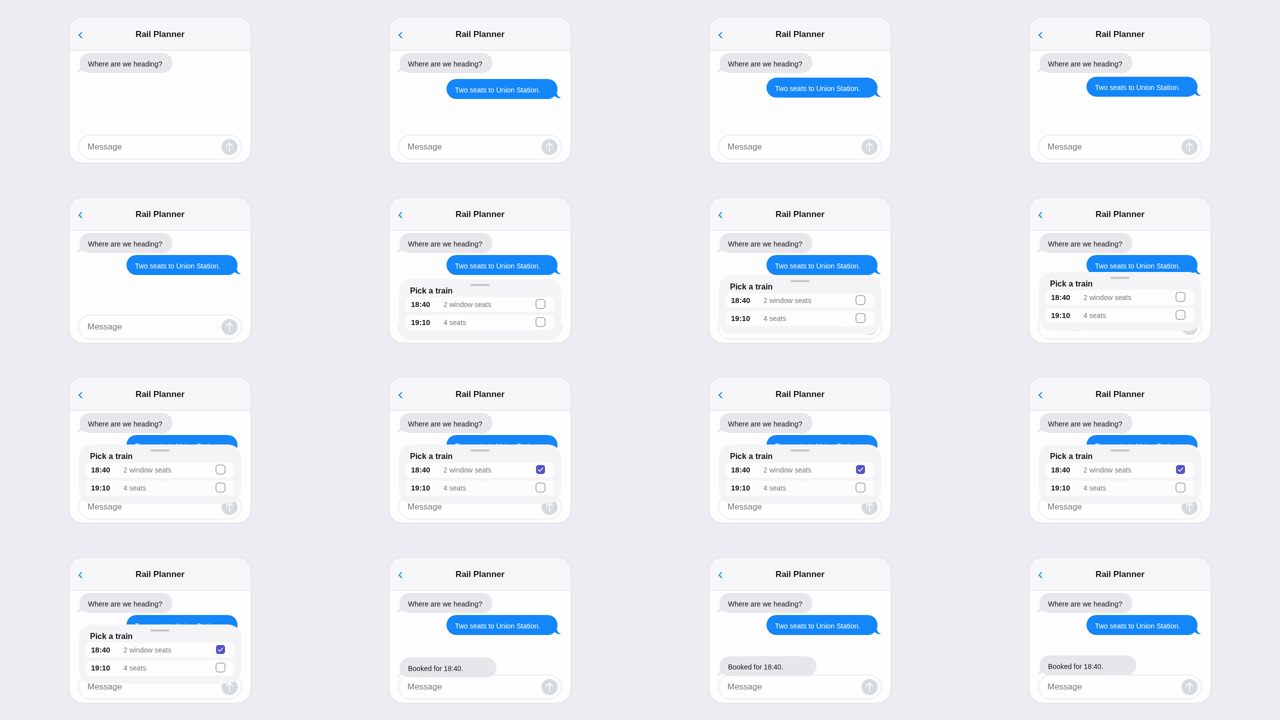 Rail Planner
Where are we heading?
Message
Rail Planner
Where are we heading?
Two seats to Union Station.
Message
Rail Planner
Where are we heading?
Two seats to Union Station.
Message
Rail Planner
Where are we heading?
Two seats to Union Station.
Message
Rail Planner
Where are we heading?
Two seats to Union Station.
Message
Rail Planner
Where are we heading?
Two seats to Union Station.
Pick a train
18:40 2 window seats
19:10 4 seats
Rail Planner
Where are we heading?
Two seats to Union Station.
Pick a train
18:40 2 window seats
19:10 4 seats
Rail Planner
Where are we heading?
Two seats to Union Station.
Pick a train
18:40 2 window seats
19:10 4 seats
Rail Planner
Where are we heading?
Pick a train
18:40 2 window seats
19:10 4 seats
Message
Rail Planner
Where are we heading?
Pick a train
18:40 2 window seats
19:10 4 seats
Message
Rail Planner
Where are we heading?
Pick a train
18:40 2 window seats
19:10 4 seats
Message
Rail Planner
Where are we heading?
Pick a train
18:40 2 window seats
19:10 4 seats
Message
Rail Planner
Where are we heading?
Pick a train
18:40 2 window seats
19:10 4 seats
Message
Rail Planner
Where are we heading?
Two seats to Union Station.
Booked for 18:40.
Message
Rail Planner
Where are we heading?
Two seats to Union Station.
Booked for 18:40.
Message
Rail Planner
Where are we heading?
Two seats to Union Station.
Booked for 18:40.
Message